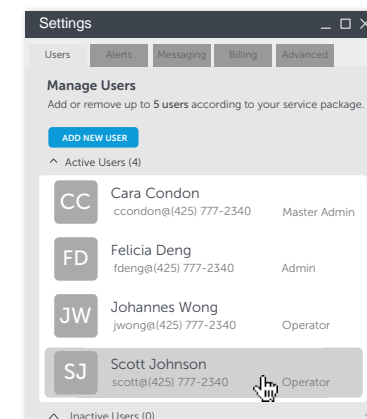 Settings
Users Alerts Messaging Billing Advanced
Manage Users
Add or remove up to 5 users according to your service package.
ADD NEW USER
Active Users (4)
CC
Cara Condon
ccondon@(425) 777-2340 Master Admin
FD
Felicia Deng
fdeng@(425) 777-2340 Admin
JW
Johannes Wong
jwong@(425) 777-2340 Operator
SJ
Scott Johnson
scott@(425) 777-2340 Operator
Inactive Users (0)